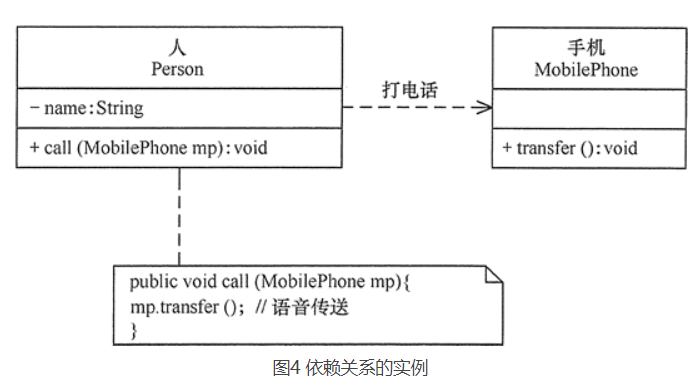 人
Person
- name:String
+ call (MobilePhone mp):void
打电话
手机
MobilePhone
+ transfer ():void
public void call (MobilePhone mp){
mp.transfer (); // 语音传送
}
图4 依赖关系的实例